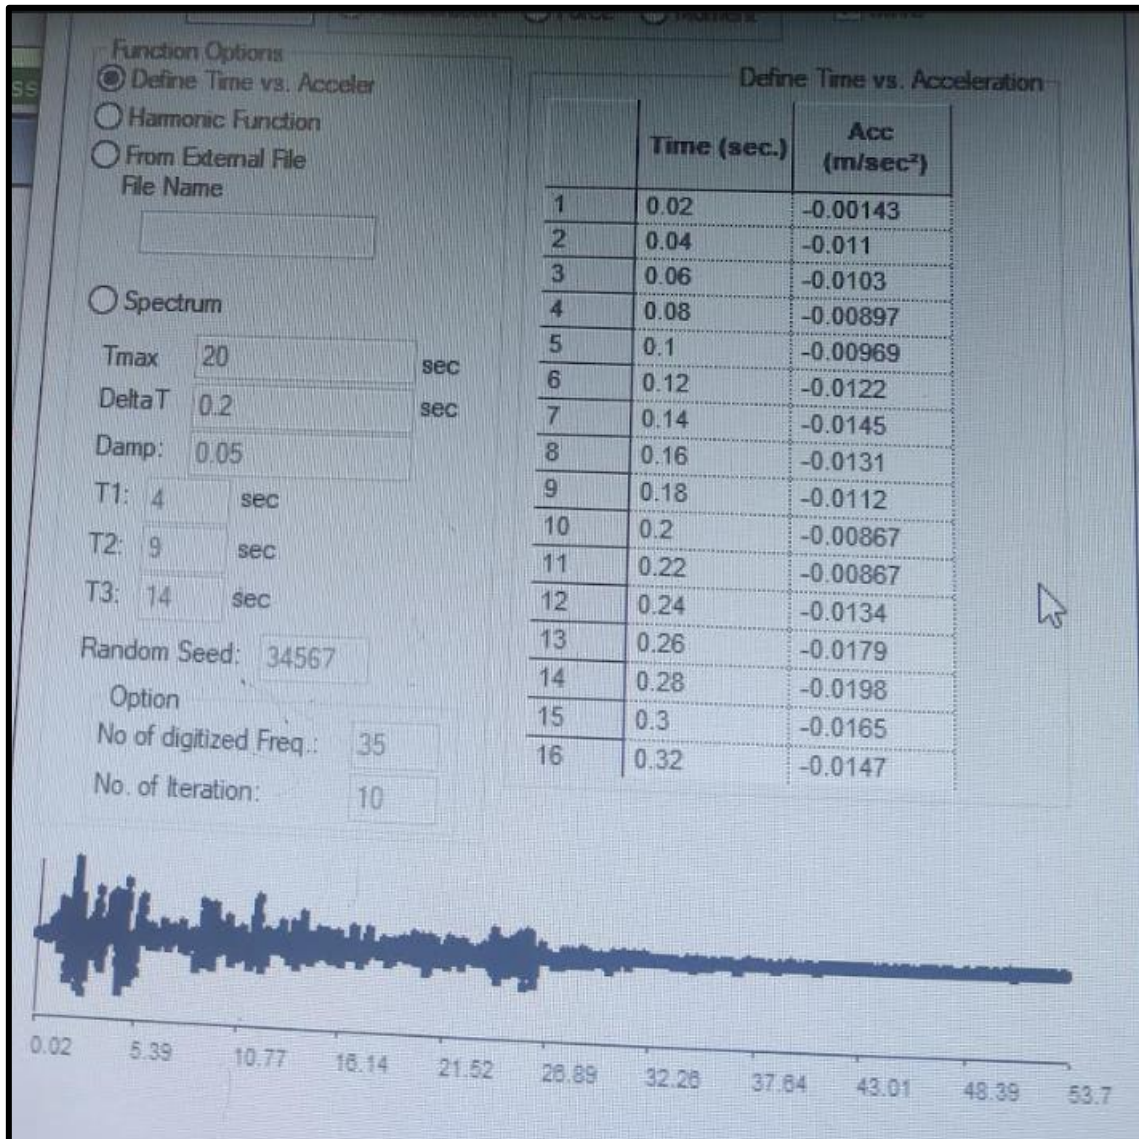 Function Options
Define Time vs. Acceler
Harmonic Function
From External File
File Name
Spectrum
Tmax 20 sec
DeltaT 0.2 sec
Damp: 0.05
T1: 4 sec
T2: 9 sec
T3: 14 sec
Random Seed: 34567
Option
No of digitized Freq.: 35
No. of Iteration: 10
Define Time vs. Acceleration
Time (sec.) Acc (m/sec²)
1 0.02 -0.00143
2 0.04 -0.011
3 0.06 -0.0103
4 0.08 -0.00897
5 0.1 -0.00969
6 0.12 -0.0122
7 0.14 -0.0145
8 0.16 -0.0131
9 0.18 -0.0112
10 0.2 -0.00867
11 0.22 -0.00867
12 0.24 -0.0134
13 0.26 -0.0179
14 0.28 -0.0198
15 0.3 -0.0165
16 0.32 -0.0147
0.02 5.39 10.77 16.14 21.52 26.89 32.26 37.64 43.01 48.39 53.7